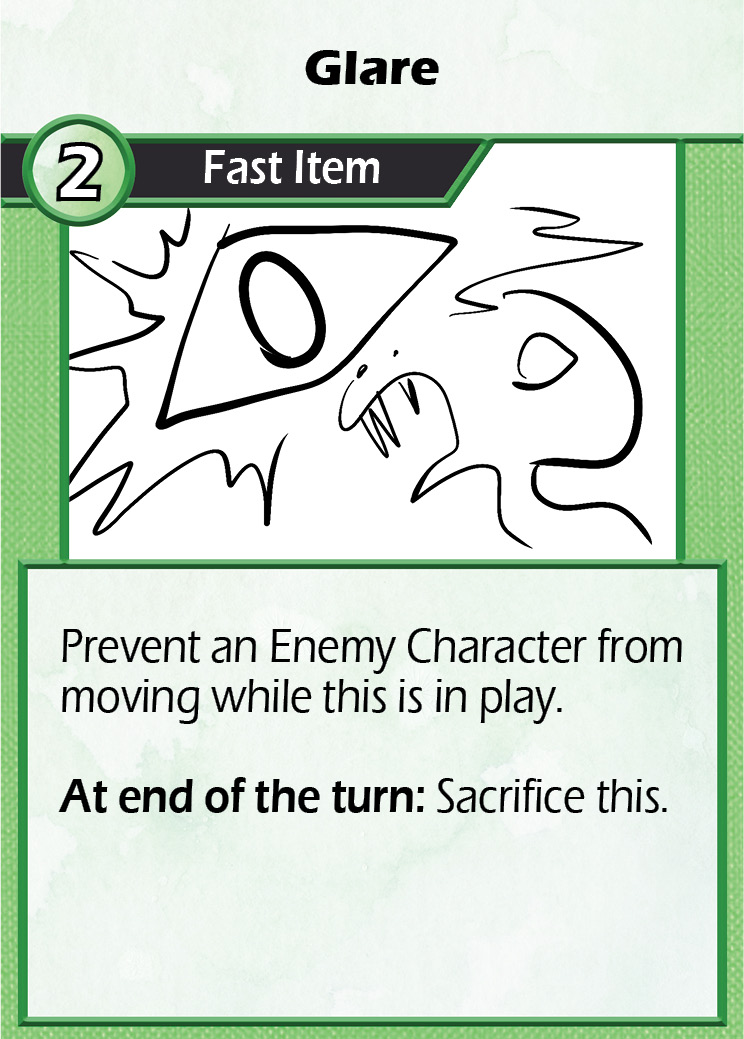 Glare
2
Fast Item
Prevent an Enemy Character from
moving while this is in play.
At end of the turn: Sacrifice this.